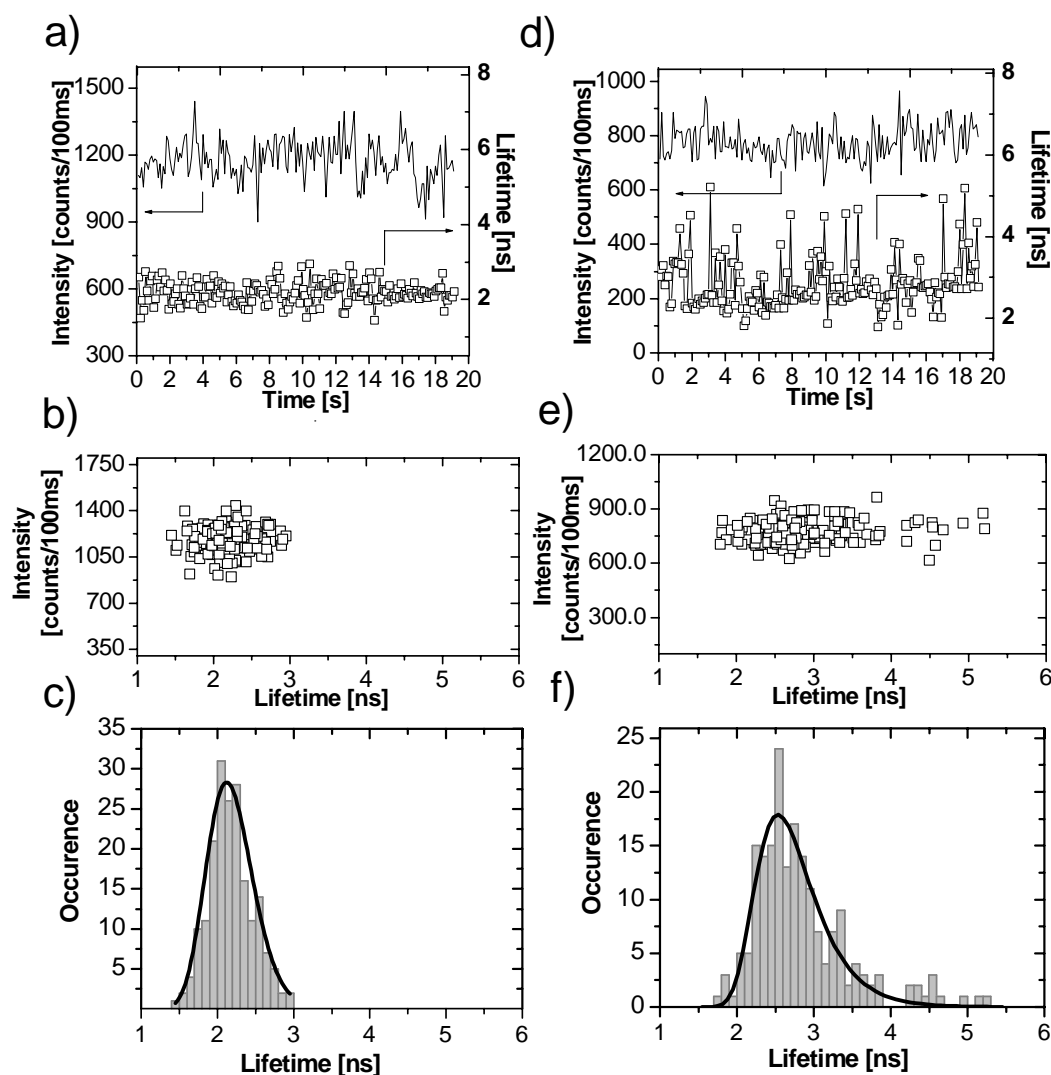 a)
1500
1200
900
600
300
Intensity [counts/100ms]
8
6
4
2
Lifetime [ns]
0 2 4 6 8 10 12 14 16 18 20
Time [s]
d)
1000
800
600
400
200
0
Intensity [counts/100ms]
8
6
4
2
Lifetime [ns]
0 2 4 6 8 10 12 14 16 18 20
Time [s]
b)
1750
1400
1050
700
350
Intensity
[counts/100ms]
1 2 3 4 5 6
Lifetime [ns]
e)
1200.0
900.0
600.0
300.0
Intensity
[counts/100ms]
1 2 3 4 5 6
Lifetime [ns]
c)
35
30
25
20
15
10
5
Occurence
1 2 3 4 5 6
Lifetime [ns]
f)
25
20
15
10
5
0
Occurence
1 2 3 4 5 6
Lifetime [ns]